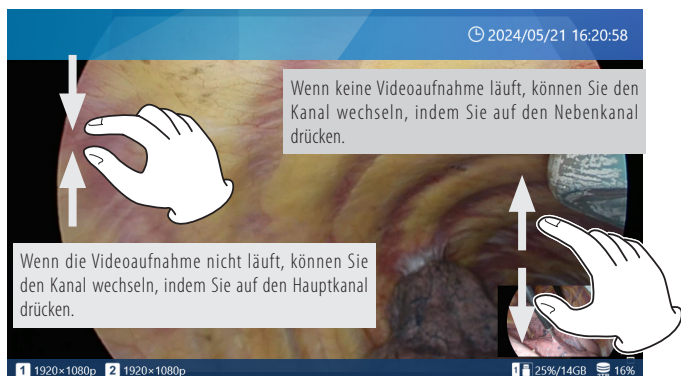 2024/05/21 16:20:58
Wenn keine Videoaufnahme läuft, können Sie den
Kanal wechseln, indem Sie auf den Nebenkanal
drücken.
Wenn die Videoaufnahme nicht läuft, können Sie
den Kanal wechseln, indem Sie auf den Hauptkanal
drücken.
1 1920×1080p 2 1920×1080p
1 25%/14GB 16%